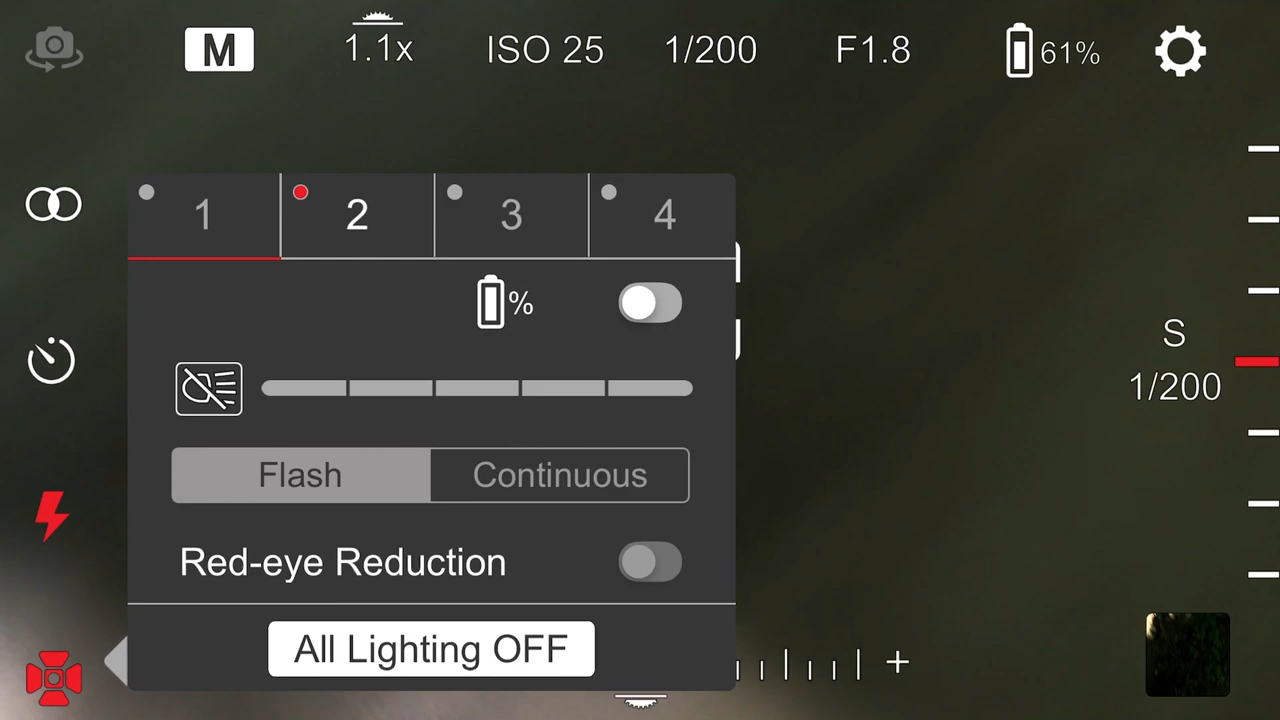 M 1.1x ISO 25 1/200 F1.8 61%
1 2 3 4
%
S
1/200
Flash Continuous
Red-eye Reduction
All Lighting OFF
+